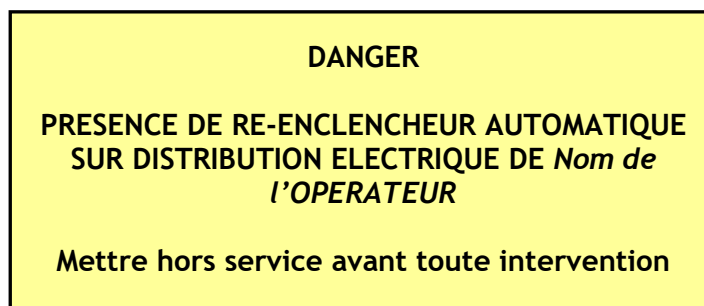 DANGER
PRESENCE DE RE-ENCLENCHEUR AUTOMATIQUE
SUR DISTRIBUTION ELECTRIQUE DE Nom de
l’OPERATEUR
Mettre hors service avant toute intervention